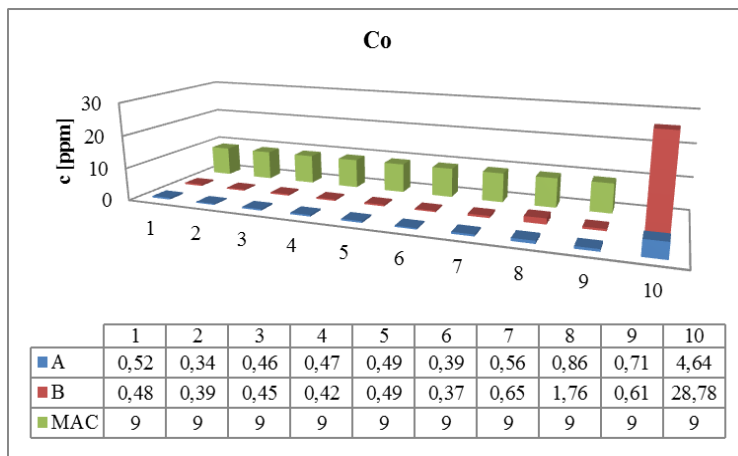 Co
c [ppm]
30
20
10
0
1 2 3 4 5 6 7 8 9 10
1 2 3 4 5 6 7 8 9 10
A 0,52 0,34 0,46 0,47 0,49 0,39 0,56 0,86 0,71 4,64
B 0,48 0,39 0,45 0,42 0,49 0,37 0,65 1,76 0,61 28,78
MAC 9 9 9 9 9 9 9 9 9 9